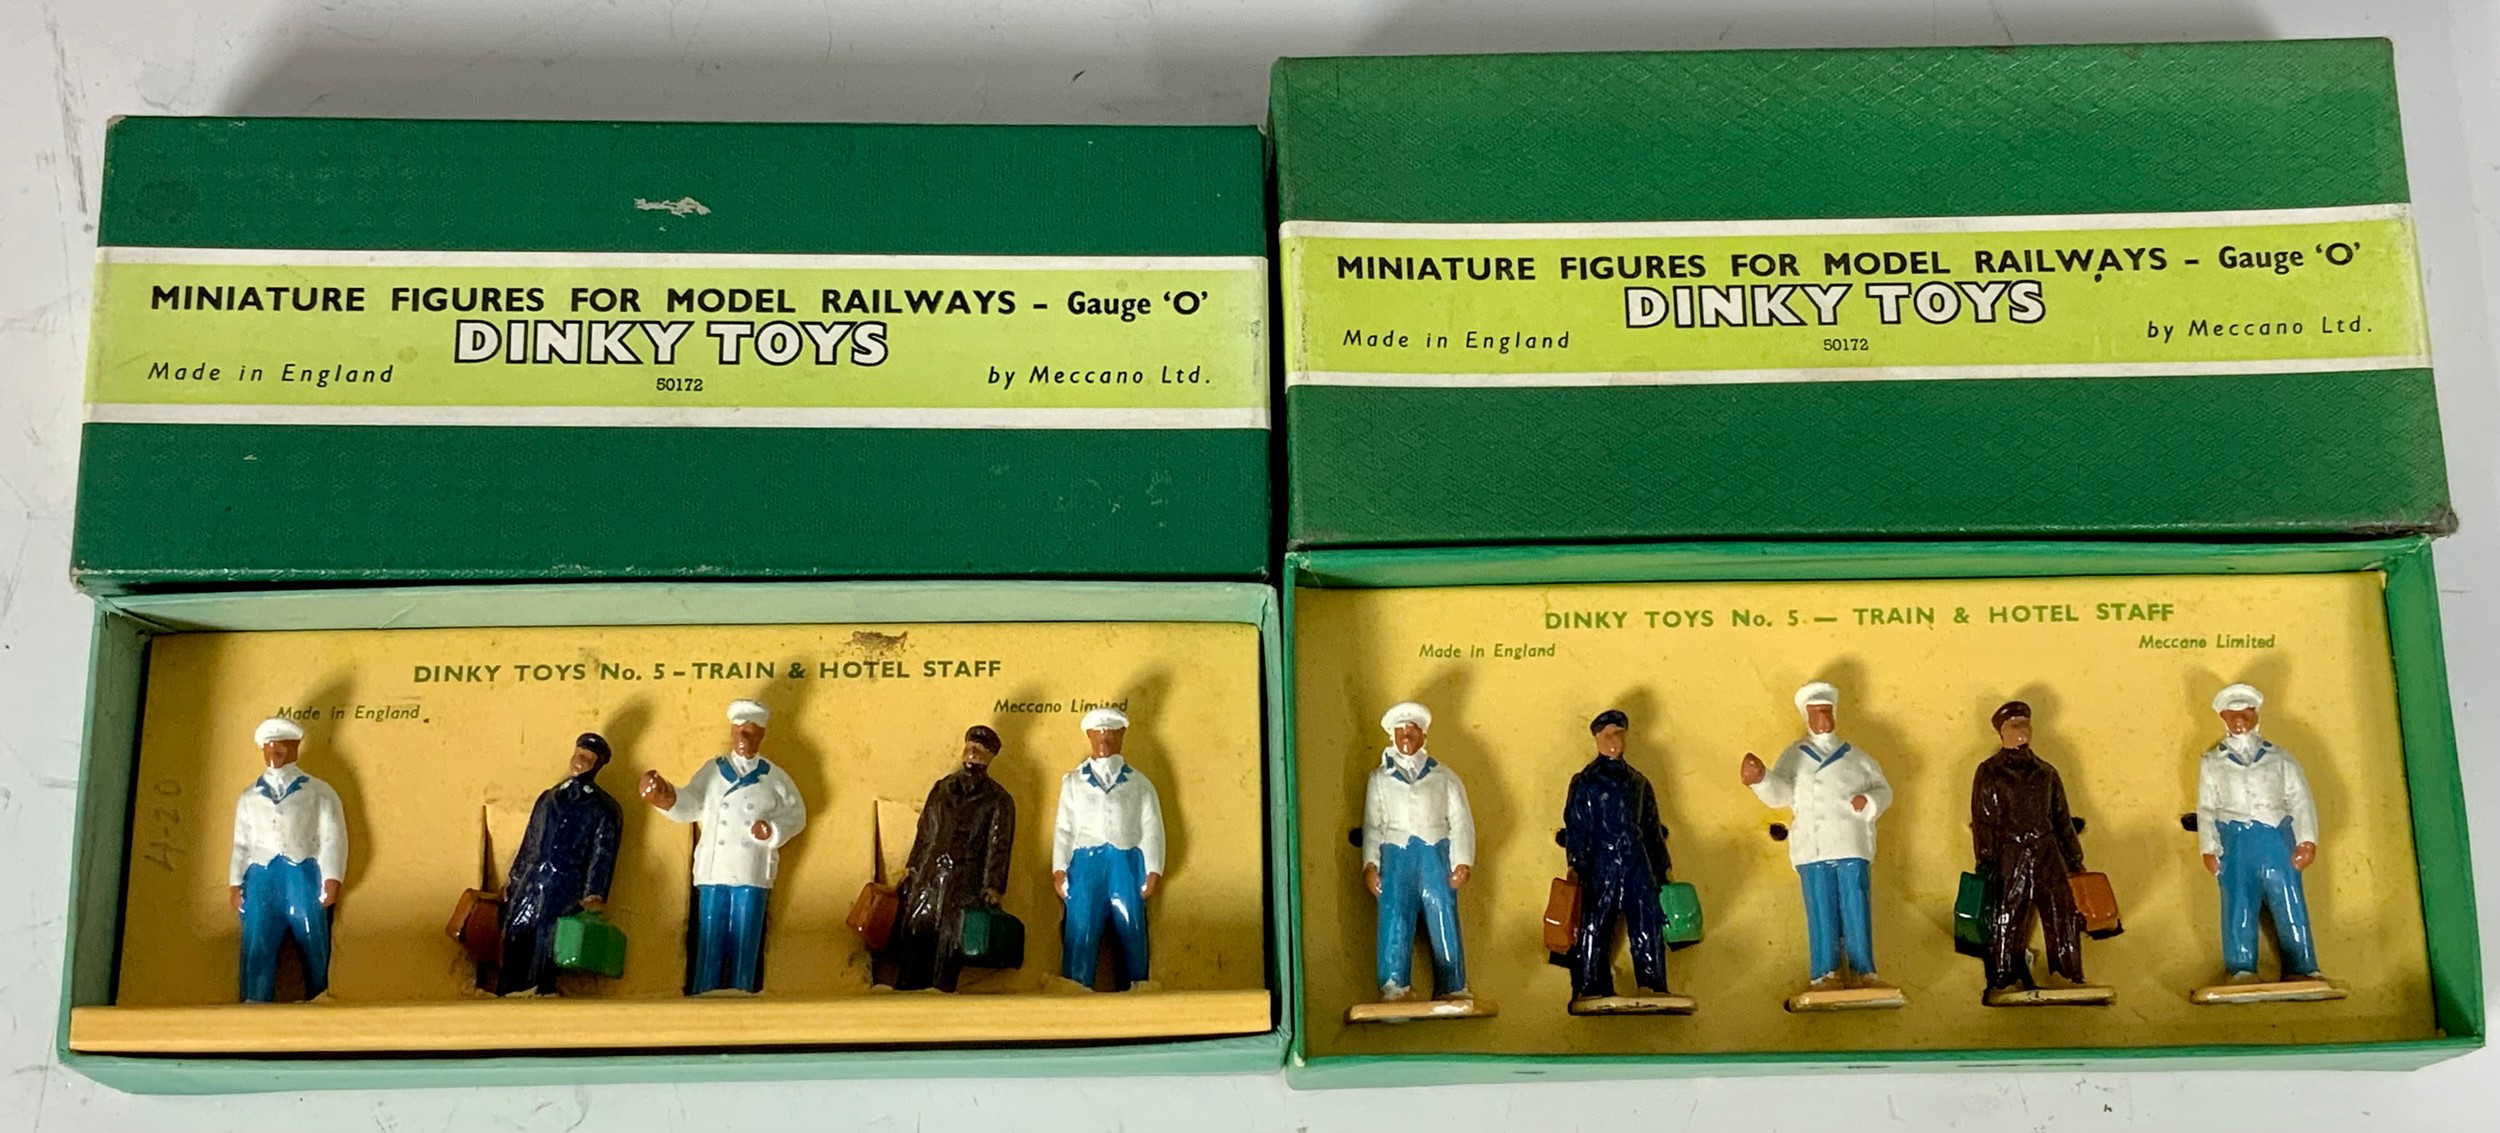 MINIATURE FIGURES FOR MODEL RAILWAYS – Gauge ‘O’
DINKY TOYS
Made in England
50172
by Meccano Ltd.
DINKY TOYS No. 5 – TRAIN & HOTEL STAFF
Made in England
Meccano Limited
4-20
MINIATURE FIGURES FOR MODEL RAILWAYS – Gauge ‘O’
DINKY TOYS
Made in England
50172
by Meccano Ltd.
DINKY TOYS No. 5 — TRAIN & HOTEL STAFF
Made in England
Meccano Limited